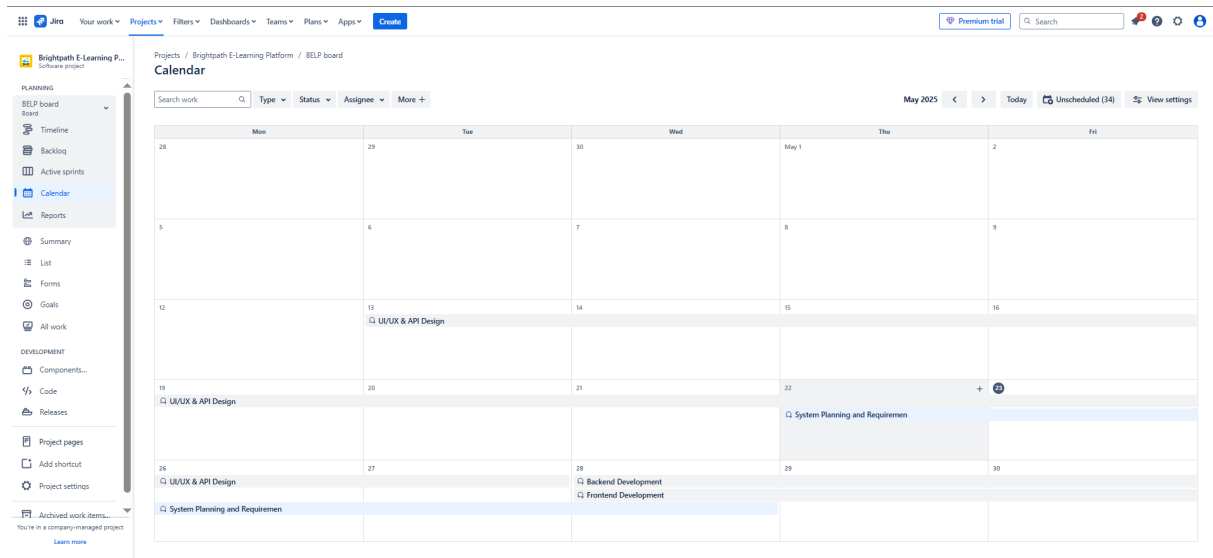 Jira Your work Projects Filters Dashboards Teams Plans Apps Create Premium trial Search 2
Brightpath E-Learning P...
Software project
PLANNING
BELP board
Board
Timeline
Backlog
Active sprints
Calendar
Reports
Summary
List
Forms
Goals
All work
DEVELOPMENT
Components...
Code
Releases
Project pages
Add shortcut
Project settings
Archived work items...
You're in a company-managed project
Learn more
Projects / Brightpath E-Learning Platform / BELP board
Calendar
Search work Type Status Assignee More + May 2025 < > Today Unscheduled (34) View settings
Mon Tue Wed Thu Fri
28 29 30 May 1 2
5 6 7 8 9
12 13 14 15 16
UI/UX & API Design
19 20 21 22 + 23
UI/UX & API Design
System Planning and Requiremen
26 27 28 29 30
UI/UX & API Design Backend Development
Frontend Development
System Planning and Requiremen